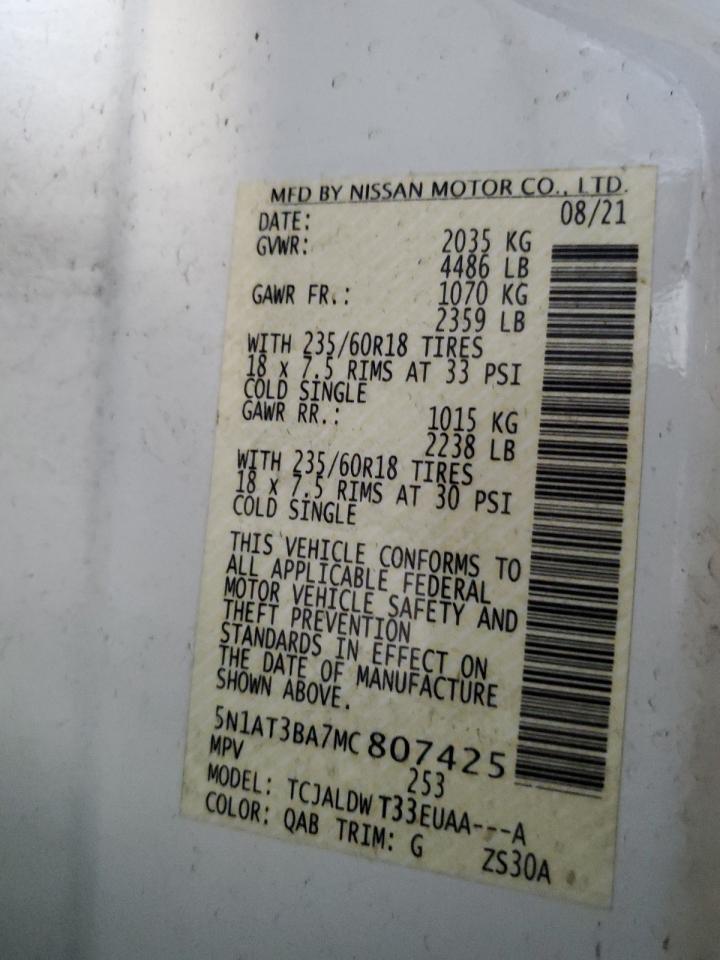 MFD BY NISSAN MOTOR CO., LTD.
DATE: 08/21
GVWR: 2035 KG
4486 LB
GAWR FR.: 1070 KG
2359 LB
WITH 235/60R18 TIRES
18 x 7.5 RIMS AT 33 PSI
COLD SINGLE
GAWR RR.: 1015 KG
2238 LB
WITH 235/60R18 TIRES
18 x 7.5 RIMS AT 30 PSI
COLD SINGLE
THIS VEHICLE CONFORMS TO
ALL APPLICABLE FEDERAL
MOTOR VEHICLE SAFETY AND
THEFT PREVENTION
STANDARDS IN EFFECT ON
THE DATE OF MANUFACTURE
SHOWN ABOVE.
5N1AT3BA7MC807425
MPV 253
MODEL: TCJALDWT33EUAA---A
COLOR: QAB TRIM: G ZS30A